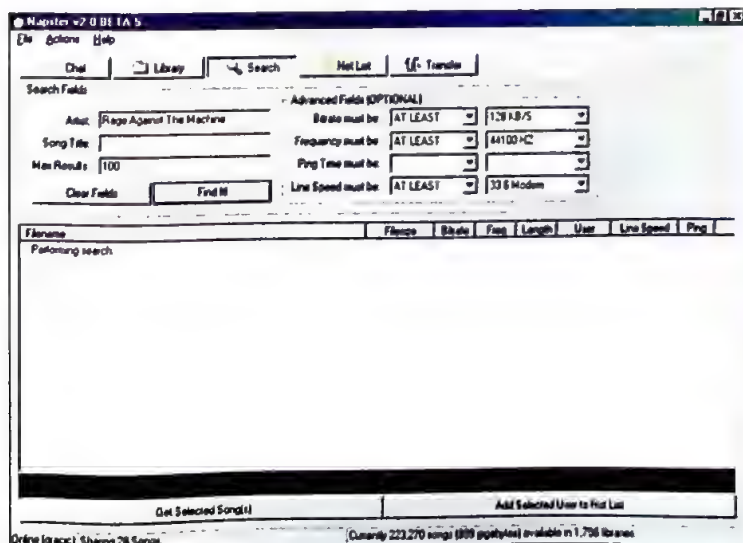 Napster v2.0 BETA 5
File Actions Help
Chat Library Search Hot List Transfer
Search Fields
Advanced Fields (OPTIONAL)
Artist: Rage Against The Machine
Bitrate must be: AT LEAST 128 KB/S
Song Title:
Frequency must be: AT LEAST 44100 HZ
Max Results: 100
Ping Time must be:
Clear Fields Find It!
Line Speed must be: AT LEAST 33.6 Modem
Filename Filesize Bitrate Freq Length User Line Speed Ping
Performing search
Get Selected Song(s) Add Selected User to Hot List
Online Sharing 28 Songs.
Currently 223,270 songs gigabytes) available in 1,756 libraries